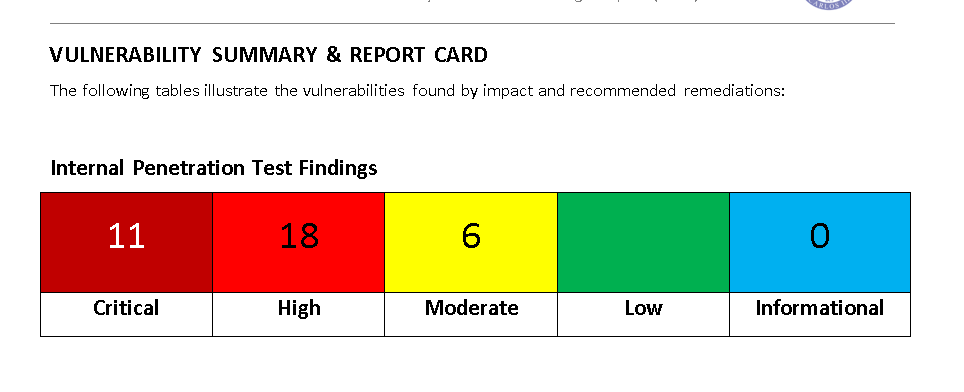 VULNERABILITY SUMMARY & REPORT CARD
The following tables illustrate the vulnerabilities found by impact and recommended remediations:
Internal Penetration Test Findings
11 18 6 0
Critical High Moderate Low Informational